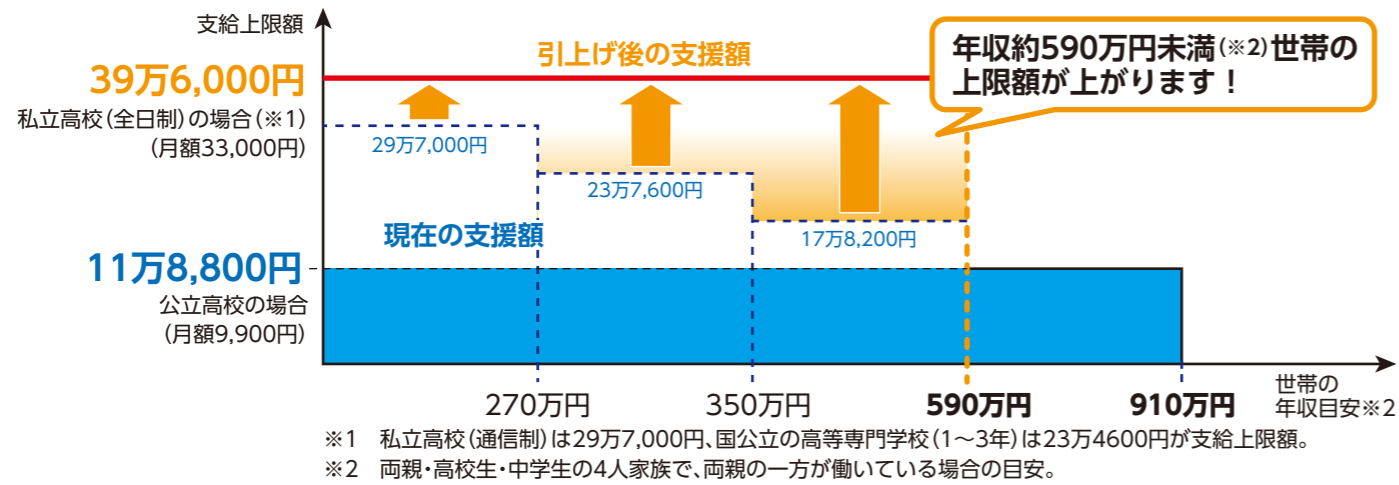 支給上限額
39万6,000円
私立高校（全日制）の場合（※1）
（月額33,000円）
引上げ後の支援額
年収約590万円未満（※2）世帯の
上限額が上がります！
29万7,000円
23万7,600円
17万8,200円
現在の支援額
11万8,800円
公立高校の場合
（月額9,900円）
270万円
350万円
590万円
910万円
世帯の
年収目安※2
※1　私立高校（通信制）は29万7,000円、国公立の高等専門学校（1～3年）は23万4600円が支給上限額。
※2　両親・高校生・中学生の4人家族で、両親の一方が働いている場合の目安。